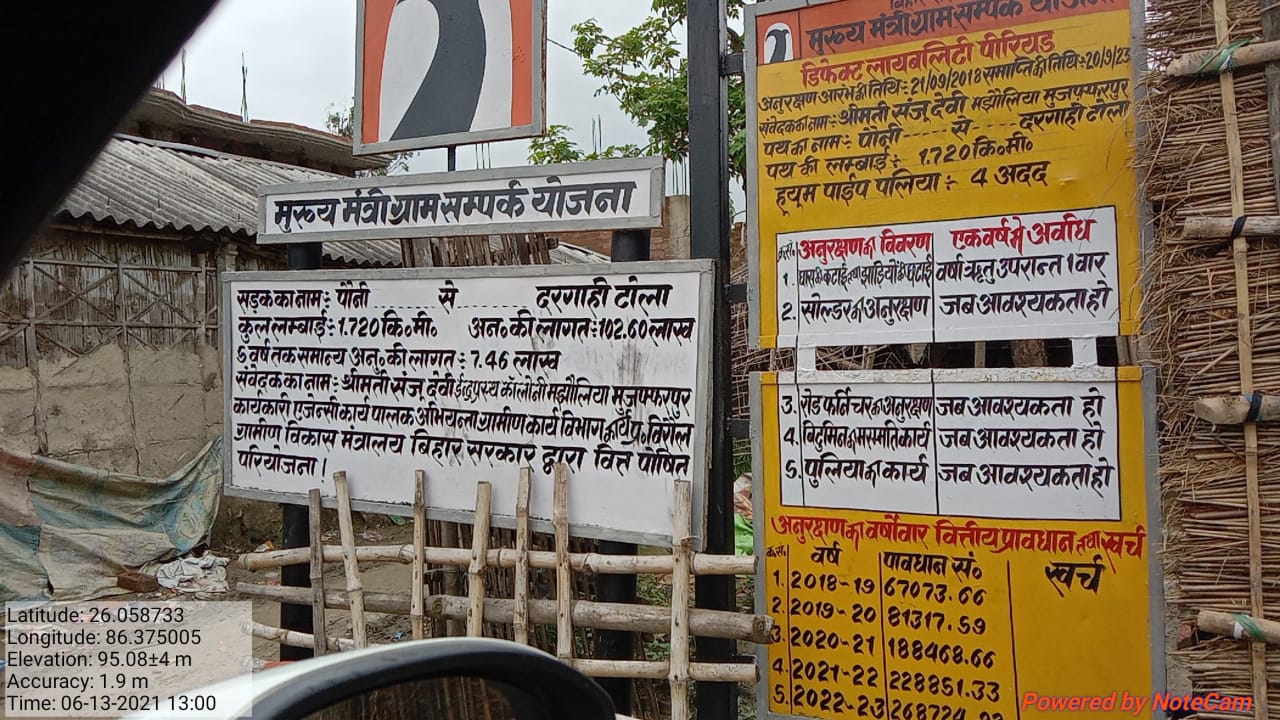 मुख्य मंत्री ग्राम सम्पर्क योजना
सड़क का नाम : पौनी ---------- से ---------- दरगाही टोला
कुल लम्बाई : 1.720 कि०मी० अन० की लागत : 102.60 लाख
5 वर्ष तक समान्य अनु० की लागत : 7.46 लाख
संवेदक का नाम : श्रीमती संजू देवी इन्द्रप्रस्थ कॉलोनी मझौलिया मुजफ्फरपुर
कार्यकारी एजेन्सी कार्य पालक अभियन्ता ग्रामीण कार्य विभाग कार्य प्र० विरौल
ग्रामीण विकास मंत्रालय बिहार सरकार द्वारा वित्त पोषित
परियोजना।
मुख्य मंत्री ग्राम सम्पर्क योजना
डिफेक्ट लायबलिटी पीरियड
अनुरक्षण आरंभ की तिथि : 21/09/2018 समाप्ति की तिथि : 20/9/23
संवेदक का नाम : श्रीमती संजू देवी मझौलिया मुजफ्फरपुर
पथ का नाम : पौनी ------ से ------ दरगाही टोला
पथ की लम्बाई : 1.720 कि०मी०
ह्यूम पाईप पुलिया : 4 अदद
क्र.सं. अनुरक्षण का विवरण एक वर्ष मे अवधि
1. घास की कटाई तथा झाड़ियों की छटाई वर्षा ऋतु उपरान्त 1 वार
2. सोल्डर का अनुरक्षण जब आवश्यकता हो
3. रोड फर्निचर का अनुरक्षण जब आवश्यकता हो
4. विटुमिन का मरम्मति कार्य जब आवश्यकता हो
5. पुलिया का कार्य जब आवश्यकता हो
अनुरक्षण का वर्षवार वित्तीय प्रावधान तथा खर्च
क्र.सं. वर्ष प्रावधान सं० खर्च
1. 2018-19 67073.66
2. 2019-20 81317.59
3. 2020-21 188468.66
4. 2021-22 228851.33
5. 2022-23
Latitude: 26.058733
Longitude: 86.375005
Elevation: 95.08±4 m
Accuracy: 1.9 m
Time: 06-13-2021 13:00
Powered by NoteCam